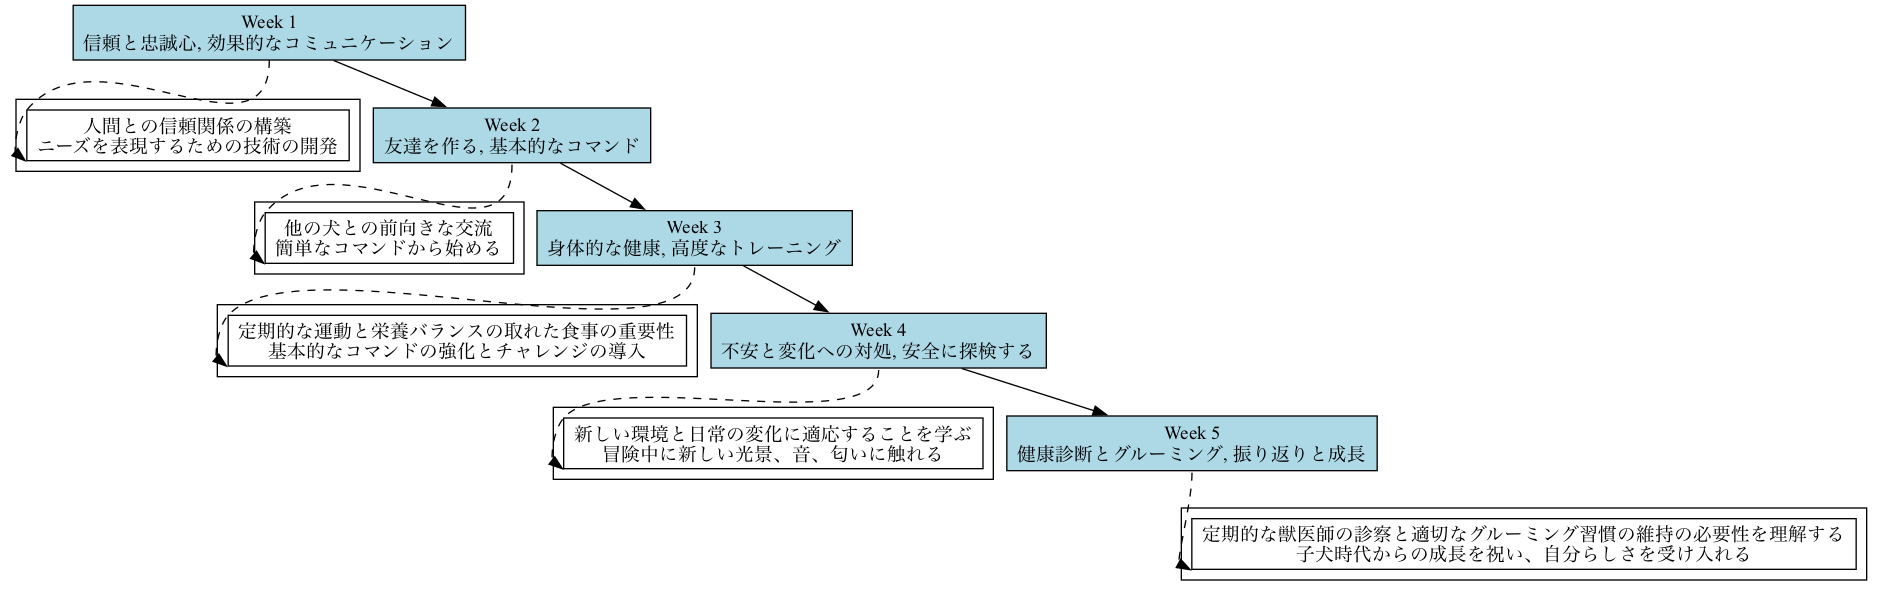 Week 1
信頼と忠誠心, 効果的なコミュニケーション
人間との信頼関係の構築
ニーズを表現するための技術の開発
Week 2
友達を作る, 基本的なコマンド
他の犬との前向きな交流
簡単なコマンドから始める
Week 3
身体的な健康, 高度なトレーニング
定期的な運動と栄養バランスの取れた食事の重要性
基本的なコマンドの強化とチャレンジの導入
Week 4
不安と変化への対処, 安全に探検する
新しい環境と日常の変化に適応することを学ぶ
冒険中に新しい光景、音、匂いに触れる
Week 5
健康診断とグルーミング, 振り返りと成長
定期的な獣医師の診察と適切なグルーミング習慣の維持の必要性を理解する
子犬時代からの成長を祝い、自分らしさを受け入れる